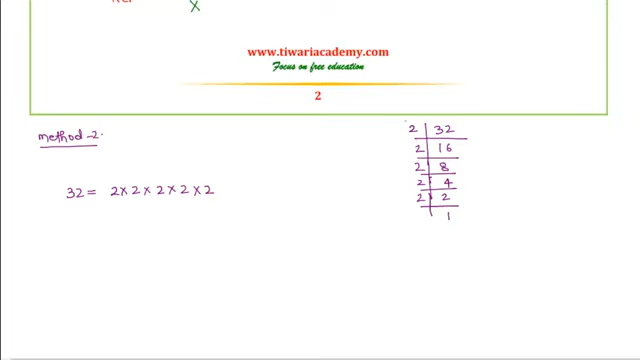 x
www.tiwariacademy.com
Focus on free education
2
method -2.
2 | 32
2 | 16
2 | 8
2 | 4
2 | 2
1
32 = 2 x 2 x 2 x 2 x 2